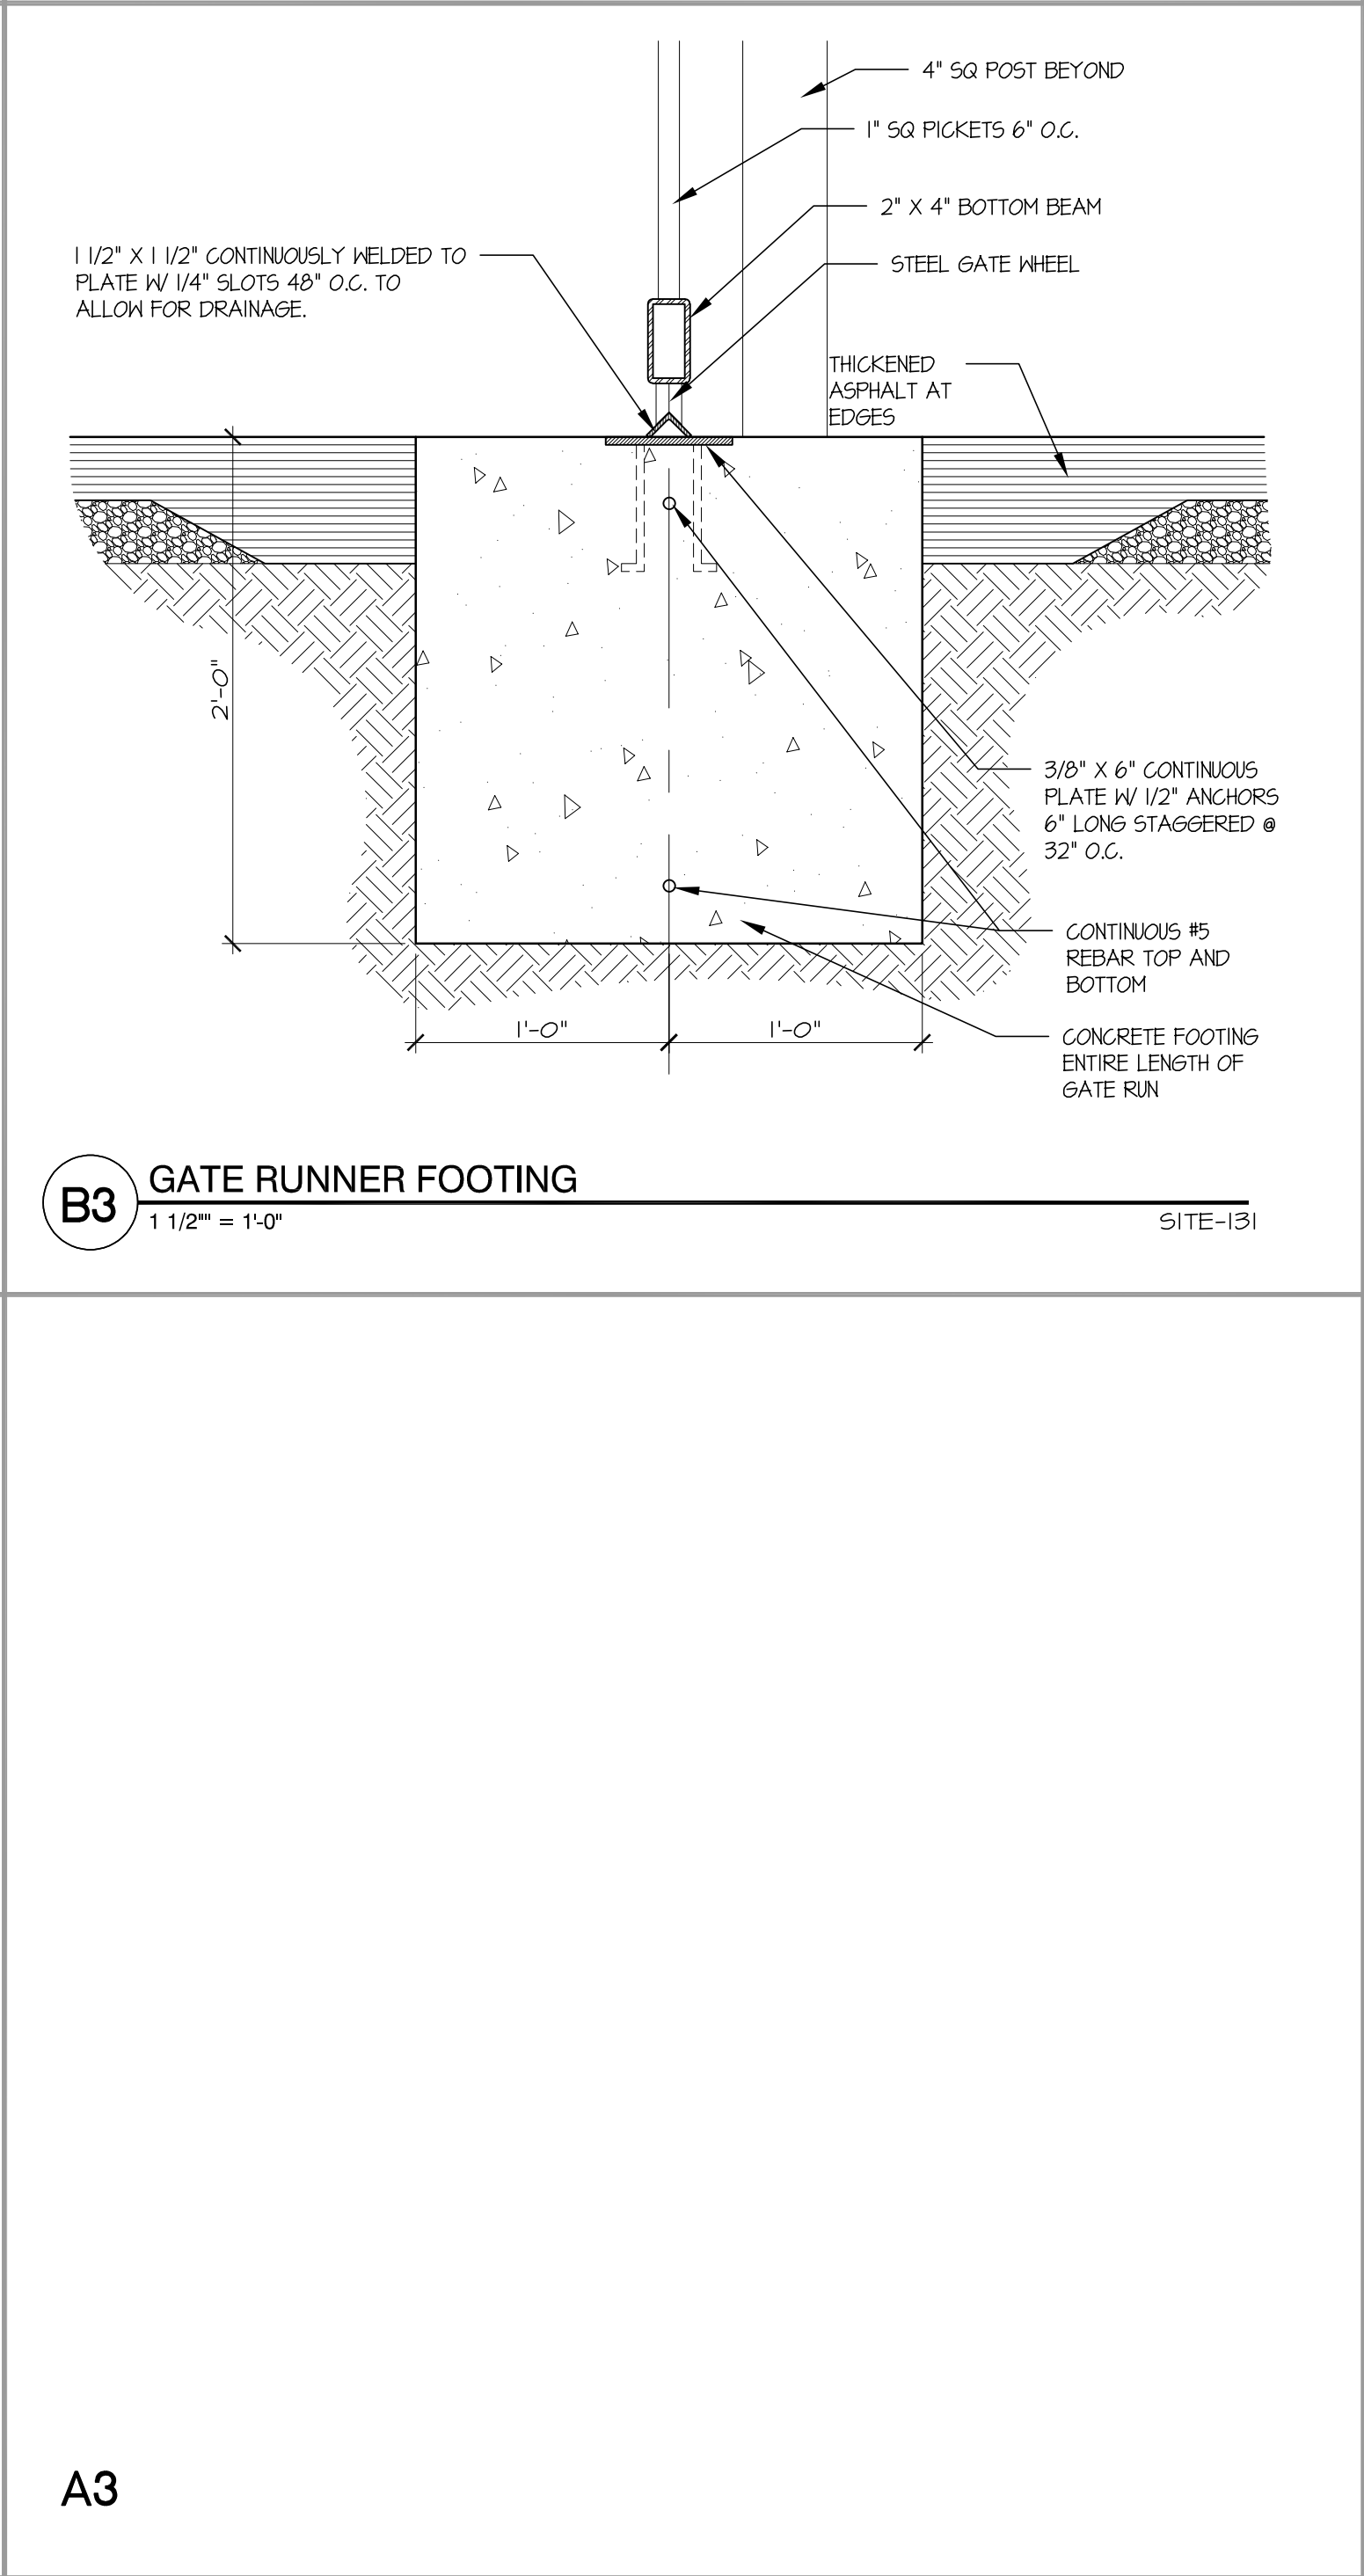 4" SQ POST BEYOND
1" SQ PICKETS 6" O.C.
2" X 4" BOTTOM BEAM
1 1/2" X 1 1/2" CONTINUOUSLY WELDED TO
PLATE W/ 1/4" SLOTS 48" O.C. TO
ALLOW FOR DRAINAGE.
STEEL GATE WHEEL
THICKENED
ASPHALT AT
EDGES
2'-0"
3/8" X 6" CONTINUOUS
PLATE W/ 1/2" ANCHORS
6" LONG STAGGERED @
32" O.C.
CONTINUOUS #5
REBAR TOP AND
BOTTOM
1'-0"
1'-0"
CONCRETE FOOTING
ENTIRE LENGTH OF
GATE RUN
B3
GATE RUNNER FOOTING
1 1/2"" = 1'-0"
SITE-131
A3